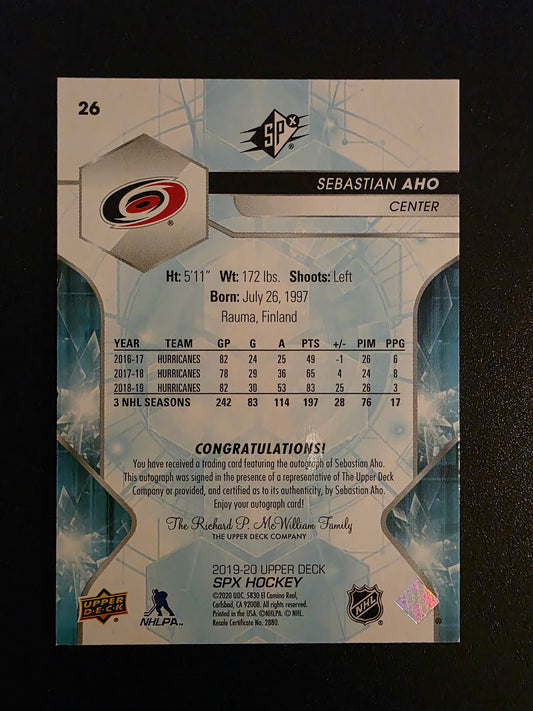 26
SPx ®
SEBASTIAN AHO
CENTER
®
Ht: 5'11" Wt: 172 lbs. Shoots: Left
Born: July 26, 1997
Rauma, Finland
YEAR TEAM GP G A PTS +/- PIM PPG
2016-17 HURRICANES 82 24 25 49 -1 26 6
2017-18 HURRICANES 78 29 36 65 4 24 8
2018-19 HURRICANES 82 30 53 83 25 26 3
3 NHL SEASONS 242 83 114 197 28 76 17
CONGRATULATIONS!
You have received a trading card featuring the autograph of Sebastian Aho.
This autograph was signed in the presence of a representative of The Upper Deck
Company or provided, and certified as to its authenticity, by Sebastian Aho.
Enjoy your autograph card!
The Richard P. McWilliam Family
THE UPPER DECK COMPANY
2019-20 UPPER DECK
SPX HOCKEY
©2020 UDC. 5830 El Camino Real,
Carlsbad, CA 92008. All rights reserved.
Printed in the USA. ©NHLPA. © NHL.
Resale Certificate No. 2880.
UPPER DECK ®
NHLPA™
NHL ®